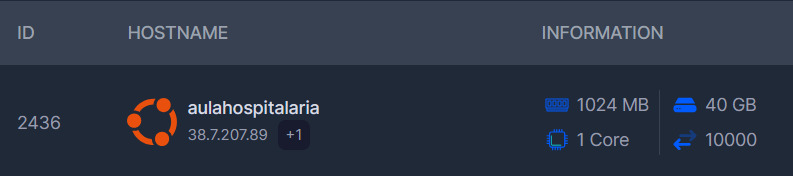 ID HOSTNAME INFORMATION
2436
aulahospitalaria
38.7.207.89 +1
1024 MB 40 GB
1 Core 10000